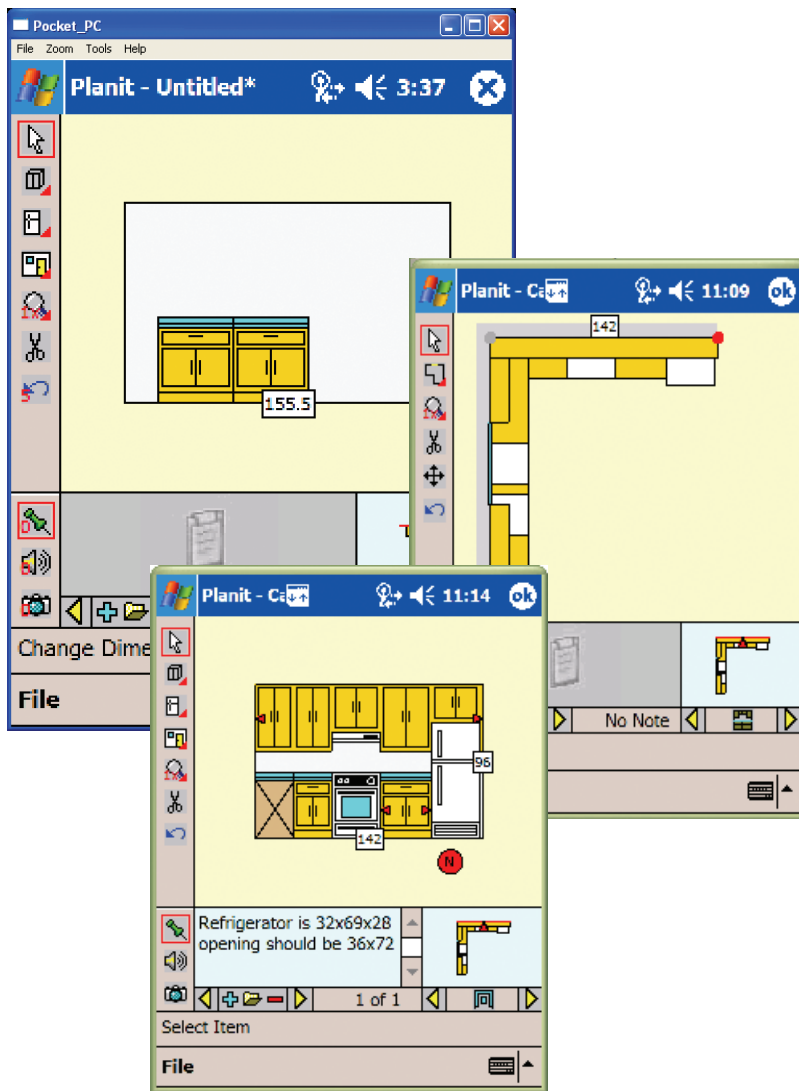 Pocket_PC
File Zoom Tools Help
Planit - Untitled* 3:37
155.5
Change Dime
File
Planit - Ca 11:09 ok
142
No Note
Planit - Ca 11:14 ok
96
142
N
Refrigerator is 32x69x28
opening should be 36x72
1 of 1
Select Item
File